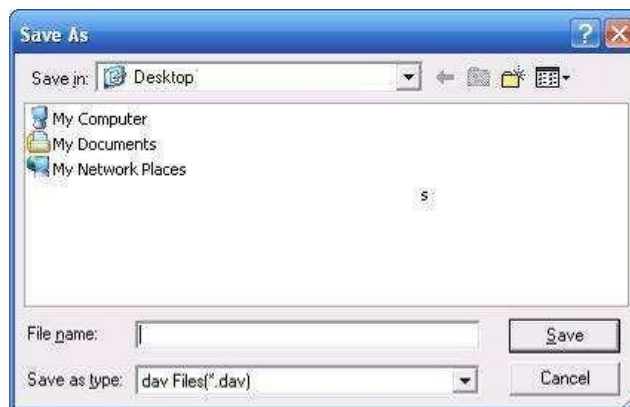 Save As
Save in: Desktop
My Computer
My Documents
My Network Places
s
File name:
Save
Save as type: dav Files(*.dav)
Cancel